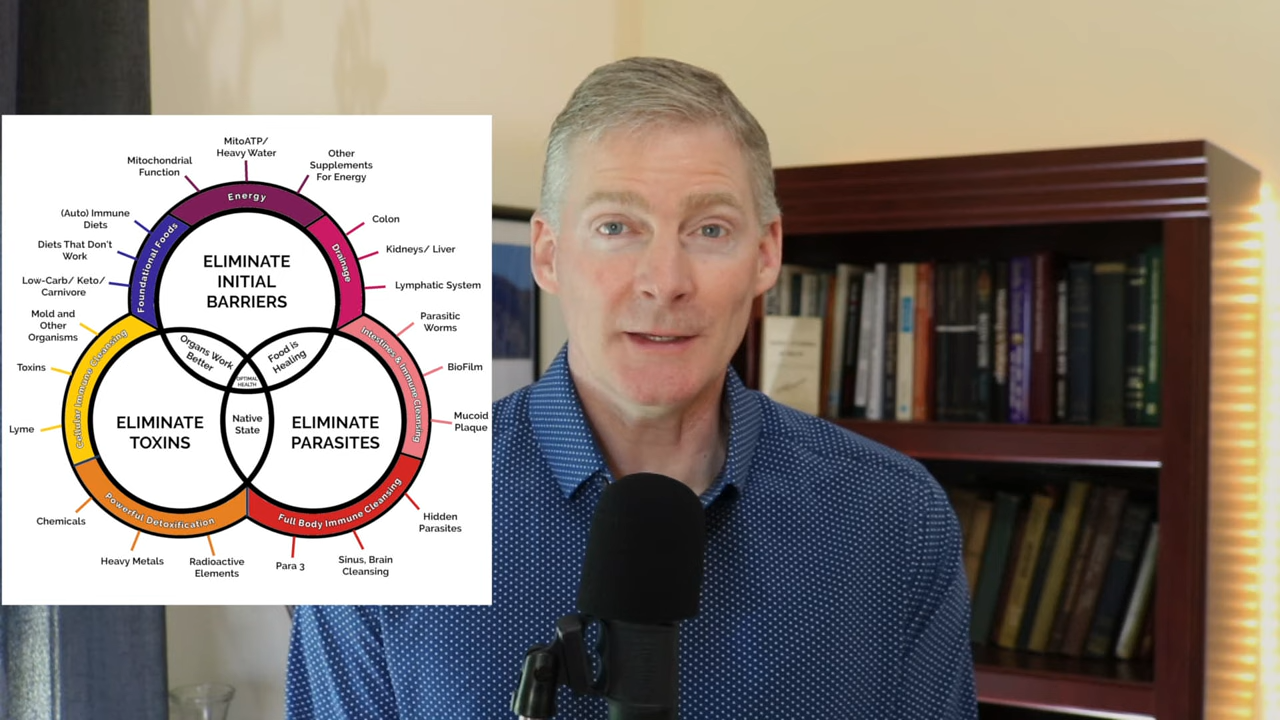 MitoATP/
Heavy Water
Mitochondrial
Function
Other
Supplements
For Energy
Energy
(Auto) Immune
Diets
Diets That Don't
Work
Low-Carb/ Keto/
Carnivore
Foundational Foods
Drainage
Colon
Kidneys/ Liver
Lymphatic System
ELIMINATE
INITIAL
BARRIERS
Mold and
Other
Organisms
Toxins
Lyme
Cellular Immune Cleansing
Organs Work
Better
Food is
Healing
OPTIMAL
HEALTH
Native
State
ELIMINATE
TOXINS
ELIMINATE
PARASITES
Intestines & Immune Cleansing
Parasitic
Worms
BioFilm
Mucoid
Plaque
Powerful Detoxification
Full Body Immune Cleansing
Chemicals
Heavy Metals
Radioactive
Elements
Para 3
Sinus, Brain
Cleansing
Hidden
Parasites